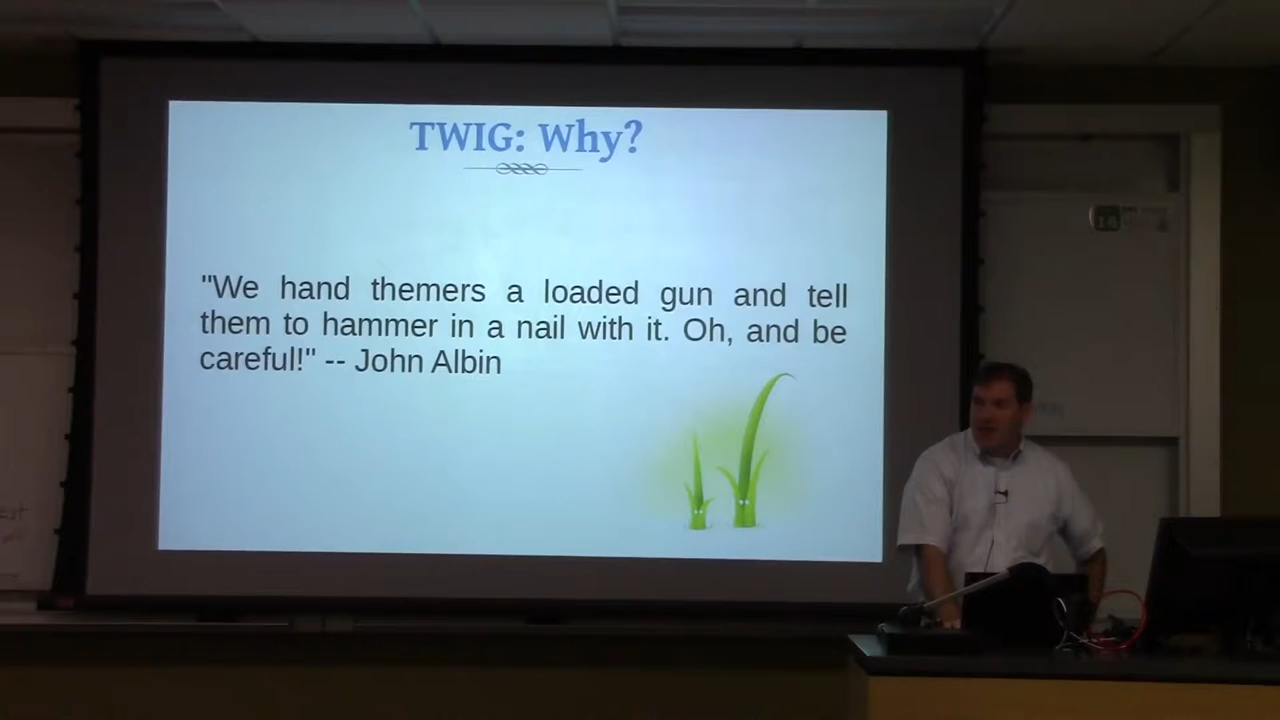 TWIG: Why?
"We hand themers a loaded gun and tell
them to hammer in a nail with it. Oh, and be
careful!" -- John Albin